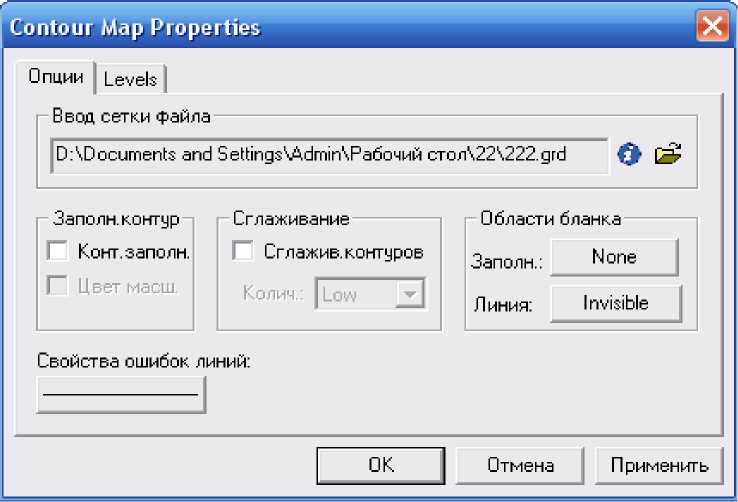 Contour Map Properties
Опции Levels
Ввод сетки файла
D:\Documents and Settings\Admin\Рабочий стол\22\222.grd
Заполн.контур Сглаживание Области бланка
Конт.заполн. Сглажив.контуров Заполн.: None
Цвет масш. Колич.: Low Линия: Invisible
Свойства ошибок линий:
OK Отмена Применить